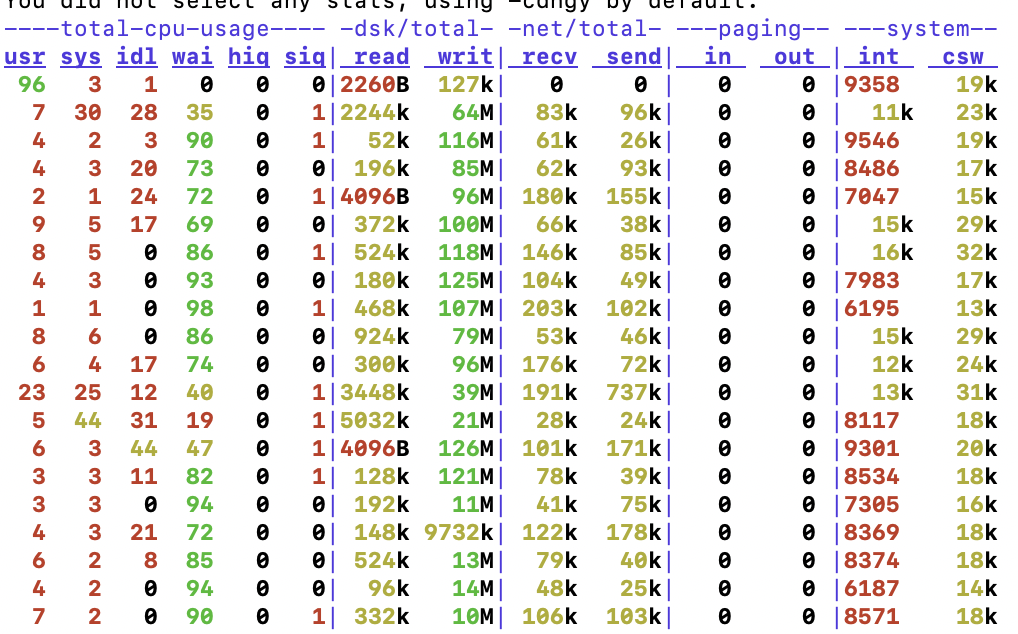 You did not select any stats, using -cdngy by default.
----total-cpu-usage---- -dsk/total- -net/total- ---paging-- ---system--
usr sys idl wai hiq siq| read  writ| recv  send|  in   out | int   csw
 96   3   1   0   0   0|2260B  127k|   0     0 |   0     0 |9358    19k
  7  30  28  35   0   1|2244k   64M|  83k   96k|   0     0 |  11k   23k
  4   2   3  90   0   1|  52k  116M|  61k   26k|   0     0 |9546    19k
  4   3  20  73   0   0| 196k   85M|  62k   93k|   0     0 |8486    17k
  2   1  24  72   0   1|4096B   96M| 180k  155k|   0     0 |7047    15k
  9   5  17  69   0   0| 372k  100M|  66k   38k|   0     0 |  15k   29k
  8   5   0  86   0   1| 524k  118M| 146k   85k|   0     0 |  16k   32k
  4   3   0  93   0   0| 180k  125M| 104k   49k|   0     0 |7983    17k
  1   1   0  98   0   1| 468k  107M| 203k  102k|   0     0 |6195    13k
  8   6   0  86   0   0| 924k   79M|  53k   46k|   0     0 |  15k   29k
  6   4  17  74   0   0| 300k   96M| 176k   72k|   0     0 |  12k   24k
 23  25  12  40   0   1|3448k   39M| 191k  737k|   0     0 |  13k   31k
  5  44  31  19   0   1|5032k   21M|  28k   24k|   0     0 |8117    18k
  6   3  44  47   0   1|4096B  126M| 101k  171k|   0     0 |9301    20k
  3   3  11  82   0   1| 128k  121M|  78k   39k|   0     0 |8534    18k
  3   3   0  94   0   0| 192k   11M|  41k   75k|   0     0 |7305    16k
  4   3  21  72   0   0| 148k 9732k| 122k  178k|   0     0 |8369    18k
  6   2   8  85   0   0| 524k   13M|  79k   40k|   0     0 |8374    18k
  4   2   0  94   0   0|  96k   14M|  48k   25k|   0     0 |6187    14k
  7   2   0  90   0   1| 332k   10M| 106k  103k|   0     0 |8571    18k